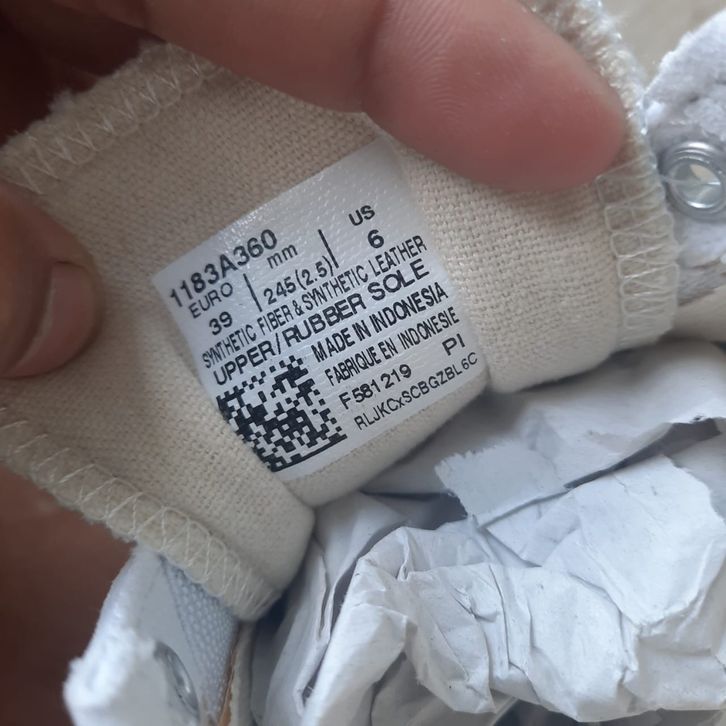 1183A360
EURO | mm | US
39 | 245(2.5) | 6
SYNTHETIC FIBER & SYNTHETIC LEATHER
UPPER/RUBBER SOLE
MADE IN INDONESIA
FABRIQUE EN INDONESIE
F581219 PI
RLJKCxSCBGZBL6C